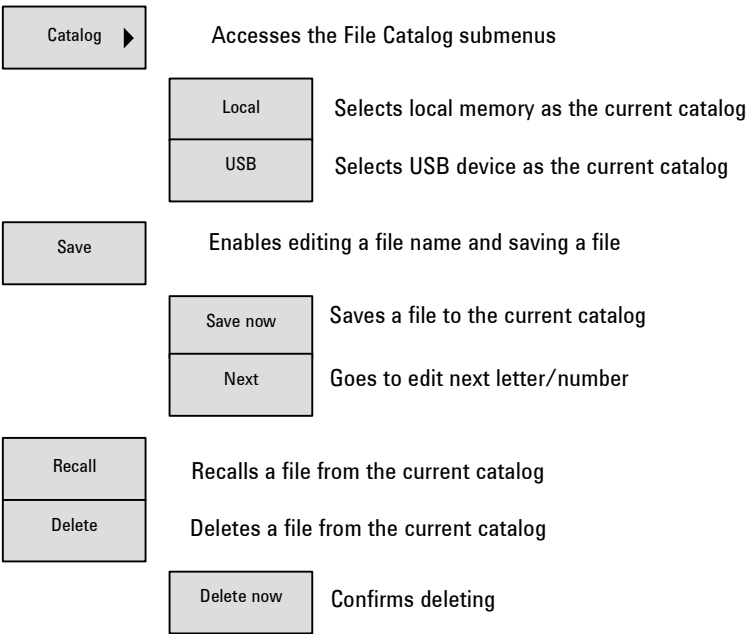 Catalog Accesses the File Catalog submenus
Local Selects local memory as the current catalog
USB Selects USB device as the current catalog
Save Enables editing a file name and saving a file
Save now Saves a file to the current catalog
Next Goes to edit next letter/number
Recall Recalls a file from the current catalog
Delete Deletes a file from the current catalog
Delete now Confirms deleting